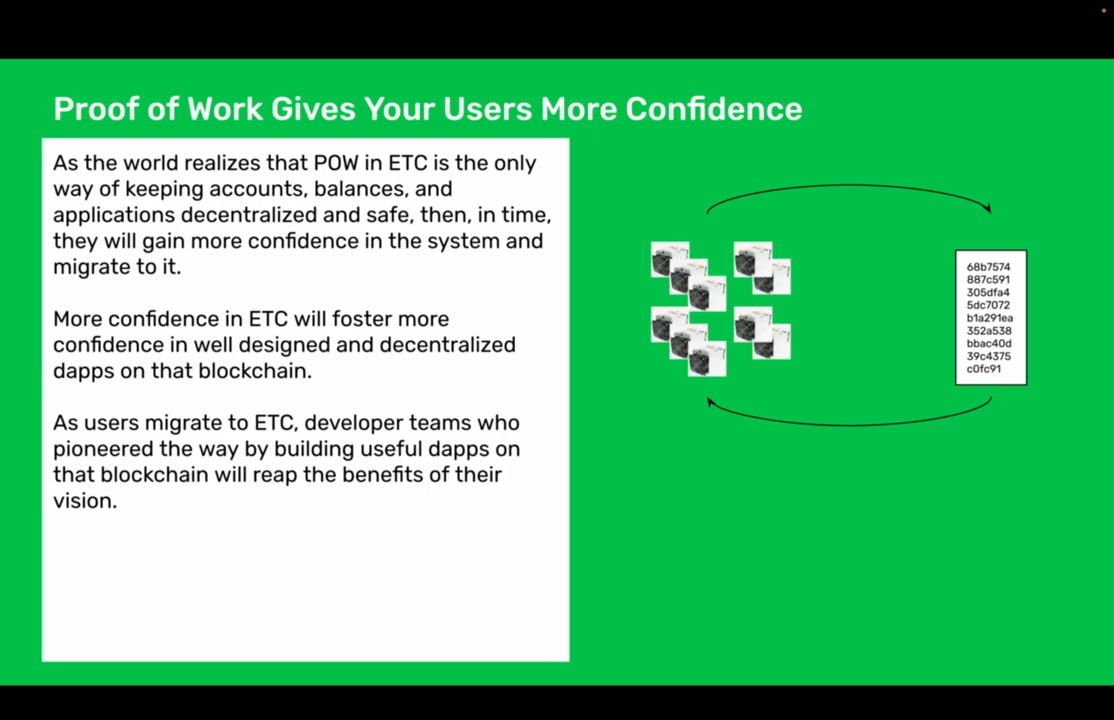 Proof of Work Gives Your Users More Confidence
As the world realizes that POW in ETC is the only
way of keeping accounts, balances, and
applications decentralized and safe, then, in time,
they will gain more confidence in the system and
migrate to it.
More confidence in ETC will foster more
confidence in well designed and decentralized
dapps on that blockchain.
As users migrate to ETC, developer teams who
pioneered the way by building useful dapps on
that blockchain will reap the benefits of their
vision.
68b7574
887c591
305dfa4
5dc7072
b1a291ea
352a538
bbac40d
39c4375
c0fc91